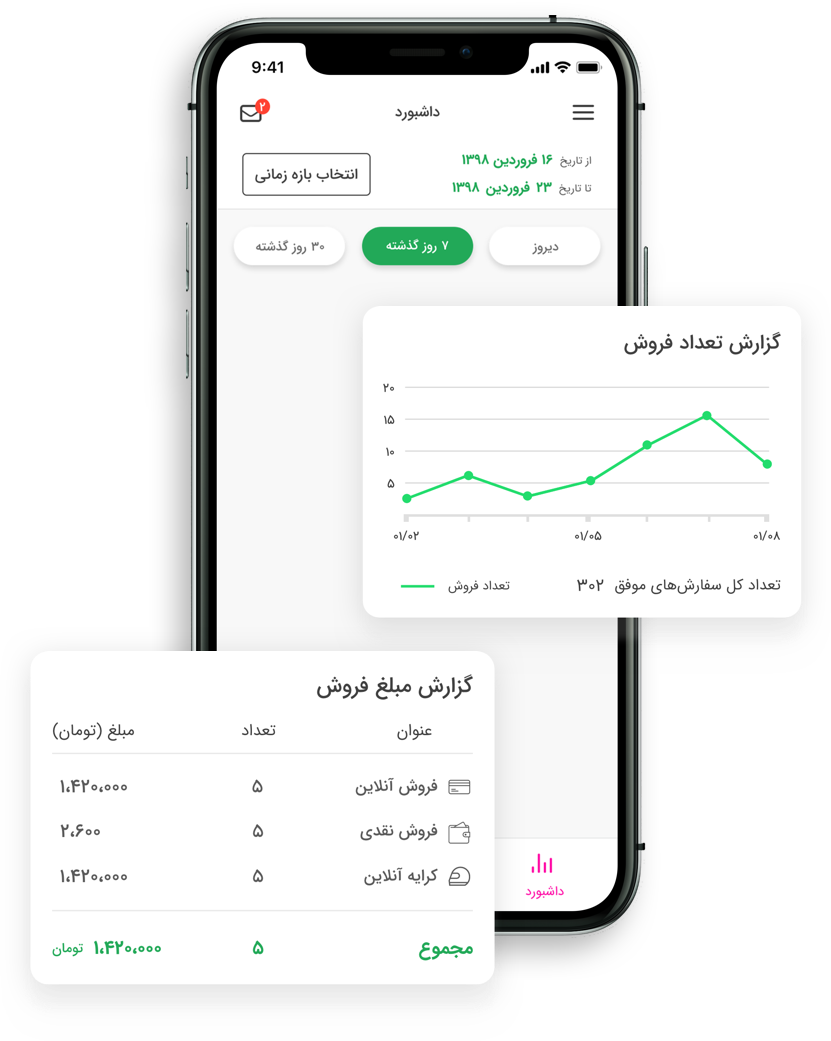 9:41
۲
داشبورد
از تاریخ ۱۶ فروردین ۱۳۹۸
تا تاریخ ۲۳ فروردین ۱۳۹۸
انتخاب بازه زمانی
دیروز
۷ روز گذشته
۳۰ روز گذشته
گزارش تعداد فروش
۲۰
۱۵
۱۰
۵
۰۱/۰۲
۰۱/۰۵
۰۱/۰۸
تعداد کل سفارش‌های موفق ۳۰۲
تعداد فروش
گزارش مبلغ فروش
عنوان تعداد مبلغ (تومان)
فروش آنلاین ۵ ۱،۴۲۰،۰۰۰
فروش نقدی ۵ ۲،۶۰۰
کرایه آنلاین ۵ ۱،۴۲۰،۰۰۰
مجموع ۵ ۱،۴۲۰،۰۰۰ تومان
داشبورد